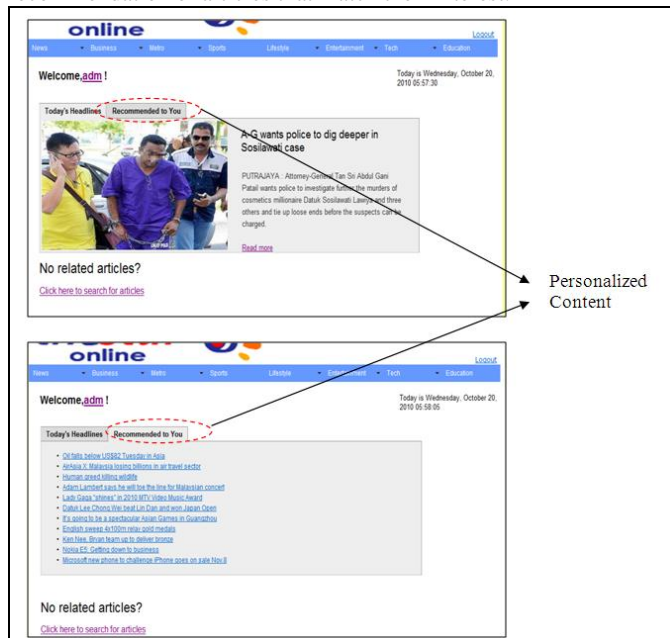 online
Logout
News Business Metro Sports Lifestyle Entertainment Tech Education
Welcome,adm !
Today is Wednesday, October 20,
2010 05:57:30
Today's Headlines Recommended to You
A-G wants police to dig deeper in
Sosilawati case
PUTRAJAYA : Attorney-General Tan Sri Abdul Gani
Patail wants police to investigate further the murders of
cosmetics millionaire Datuk Sosilawati Lawiya and three
others and tie up loose ends before the suspects can be
charged.
Read more
No related articles?
Click here to search for articles
Personalized
Content
online
Logout
News Business Metro Sports Lifestyle Entertainment Tech Education
Welcome,adm !
Today is Wednesday, October 20,
2010 05:58:05
Today's Headlines Recommended to You
Oil falls below US$82 Tuesday in Asia
AirAsia X: Malaysia losing billions in air travel sector
Human greed killing wildlife
Adam Lambert says he will toe the line for Malaysian concert
Lady Gaga "shines" in 2010 MTV Video Music Award
Datuk Lee Chong Wei beat Lin Dan and won Japan Open
It's going to be a spectacular Asian Games in Guangzhou
English sweep 4x100m relay gold medals
Ken Nee, Bryan team up to deliver bronze
Nokia E5: Getting down to business
Microsoft new phone to challenge iPhone goes on sale Nov.8
No related articles?
Click here to search for articles